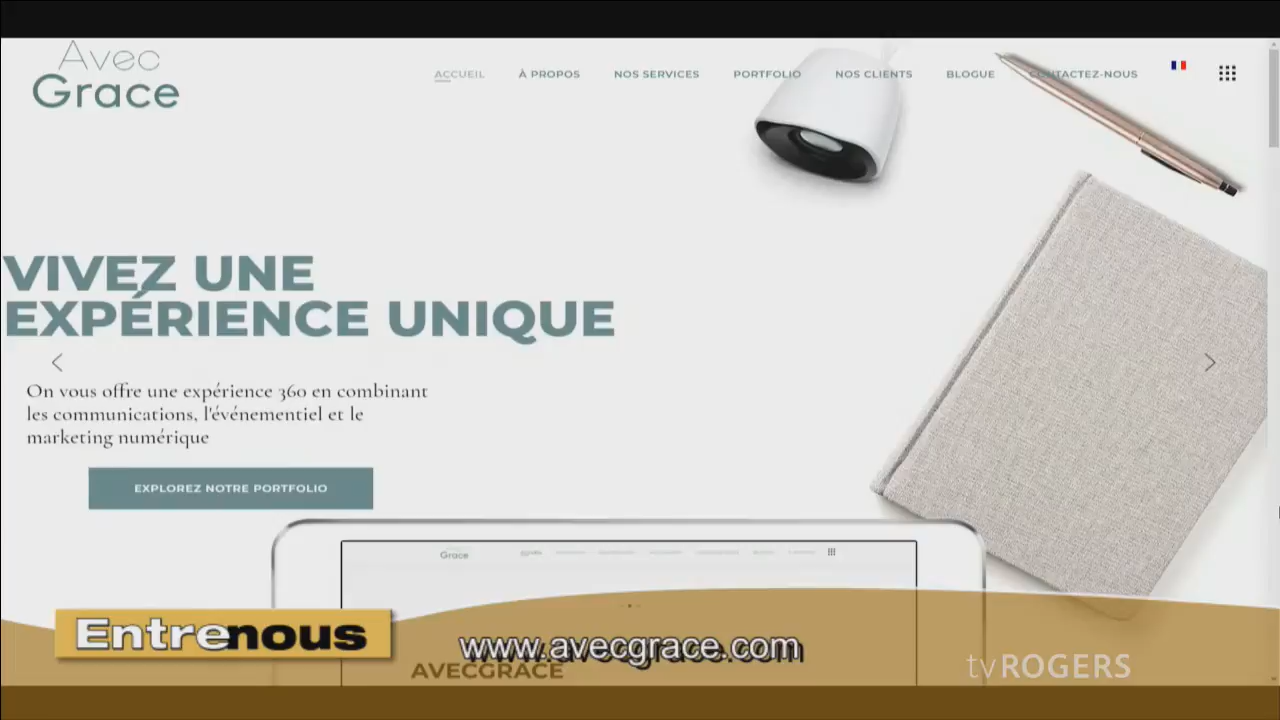 Avec
Grace
ACCUEIL
À PROPOS
NOS SERVICES
PORTFOLIO
NOS CLIENTS
BLOGUE
CONTACTEZ-NOUS
VIVEZ UNE
EXPÉRIENCE UNIQUE
On vous offre une expérience 360 en combinant
les communications, l'événementiel et le
marketing numérique
EXPLOREZ NOTRE PORTFOLIO
Grace
Entrenous
www.avecgrace.com
AVECGRACE
tvROGERS